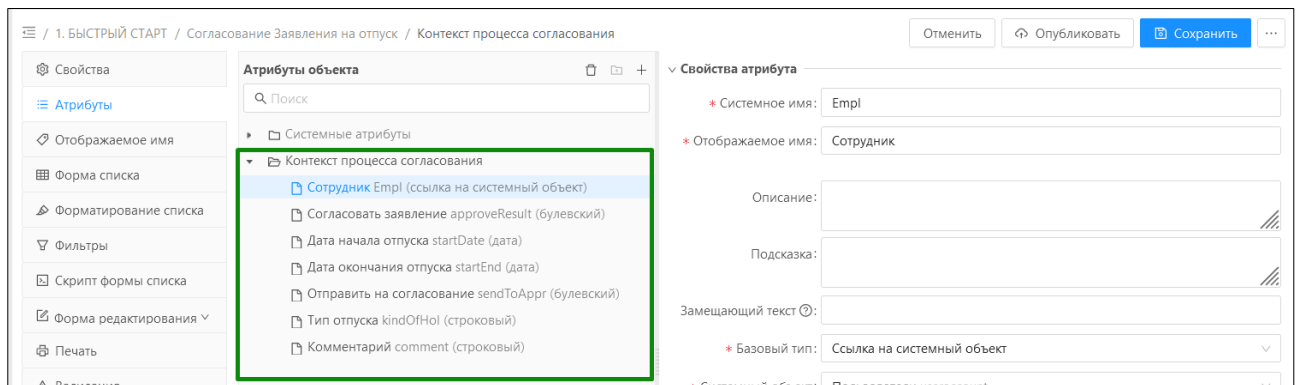 / 1. БЫСТРЫЙ СТАРТ / Согласование Заявления на отпуск / Контекст процесса согласования
Отменить
Опубликовать
Сохранить
Свойства
Атрибуты
Отображаемое имя
Форма списка
Форматирование списка
Фильтры
Скрипт формы списка
Форма редактирования
Печать
Атрибуты объекта
Поиск
Системные атрибуты
Контекст процесса согласования
Сотрудник Empl (ссылка на системный объект)
Согласовать заявление approveResult (булевский)
Дата начала отпуска startDate (дата)
Дата окончания отпуска startEnd (дата)
Отправить на согласование sendToAppr (булевский)
Тип отпуска kindOfHol (строковый)
Комментарий comment (строковый)
Свойства атрибута
* Системное имя: Empl
* Отображаемое имя: Сотрудник
Описание:
Подсказка:
Замещающий текст ?:
* Базовый тип: Ссылка на системный объект